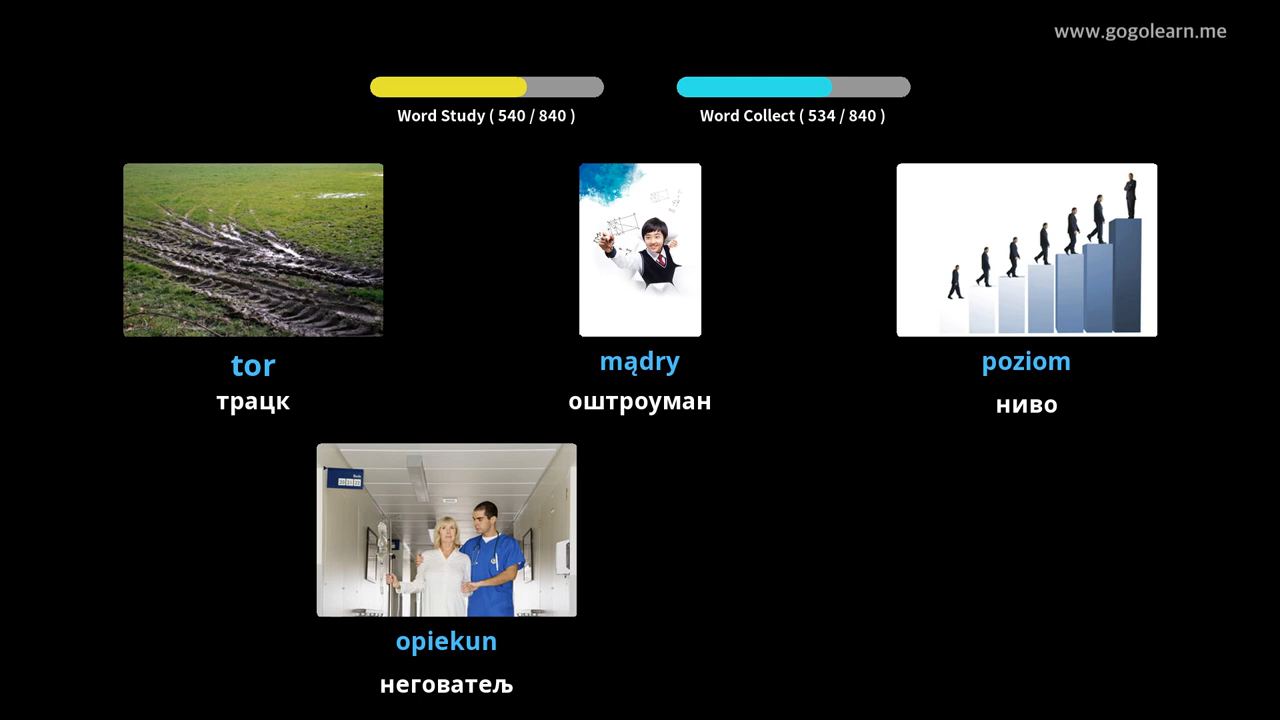 www.gogolearn.me
Word Study ( 540 / 840 )
Word Collect ( 534 / 840 )
tor
трацк
mądry
оштроуман
poziom
ниво
opiekun
неговатељ